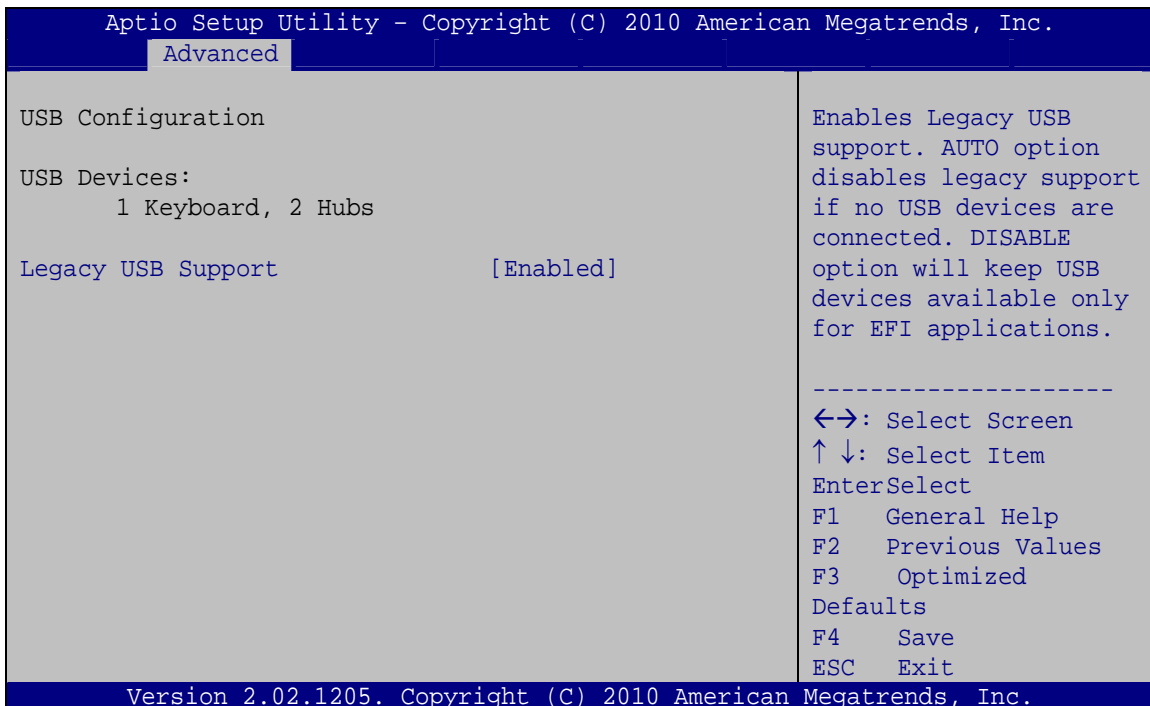 Aptio Setup Utility – Copyright (C) 2010 American Megatrends, Inc.
Advanced
USB Configuration
USB Devices:
1 Keyboard, 2 Hubs
Legacy USB Support [Enabled]
Enables Legacy USB
support. AUTO option
disables legacy support
if no USB devices are
connected. DISABLE
option will keep USB
devices available only
for EFI applications.
---------------------
←→: Select Screen
↑ ↓: Select Item
EnterSelect
F1 General Help
F2 Previous Values
F3 Optimized
Defaults
F4 Save
ESC Exit
Version 2.02.1205. Copyright (C) 2010 American Megatrends, Inc.